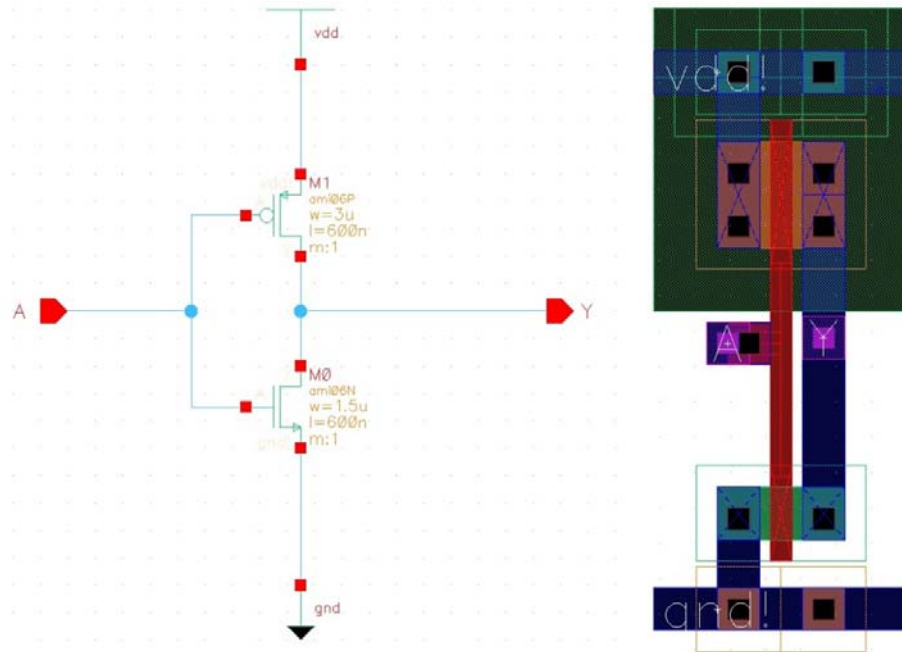 vdd
M1
ami06P
w=3u
l=600n
m:1
A
Y
M0
ami06N
w=1.5u
l=600n
m:1
gnd
vdd!
A
Y
gnd!